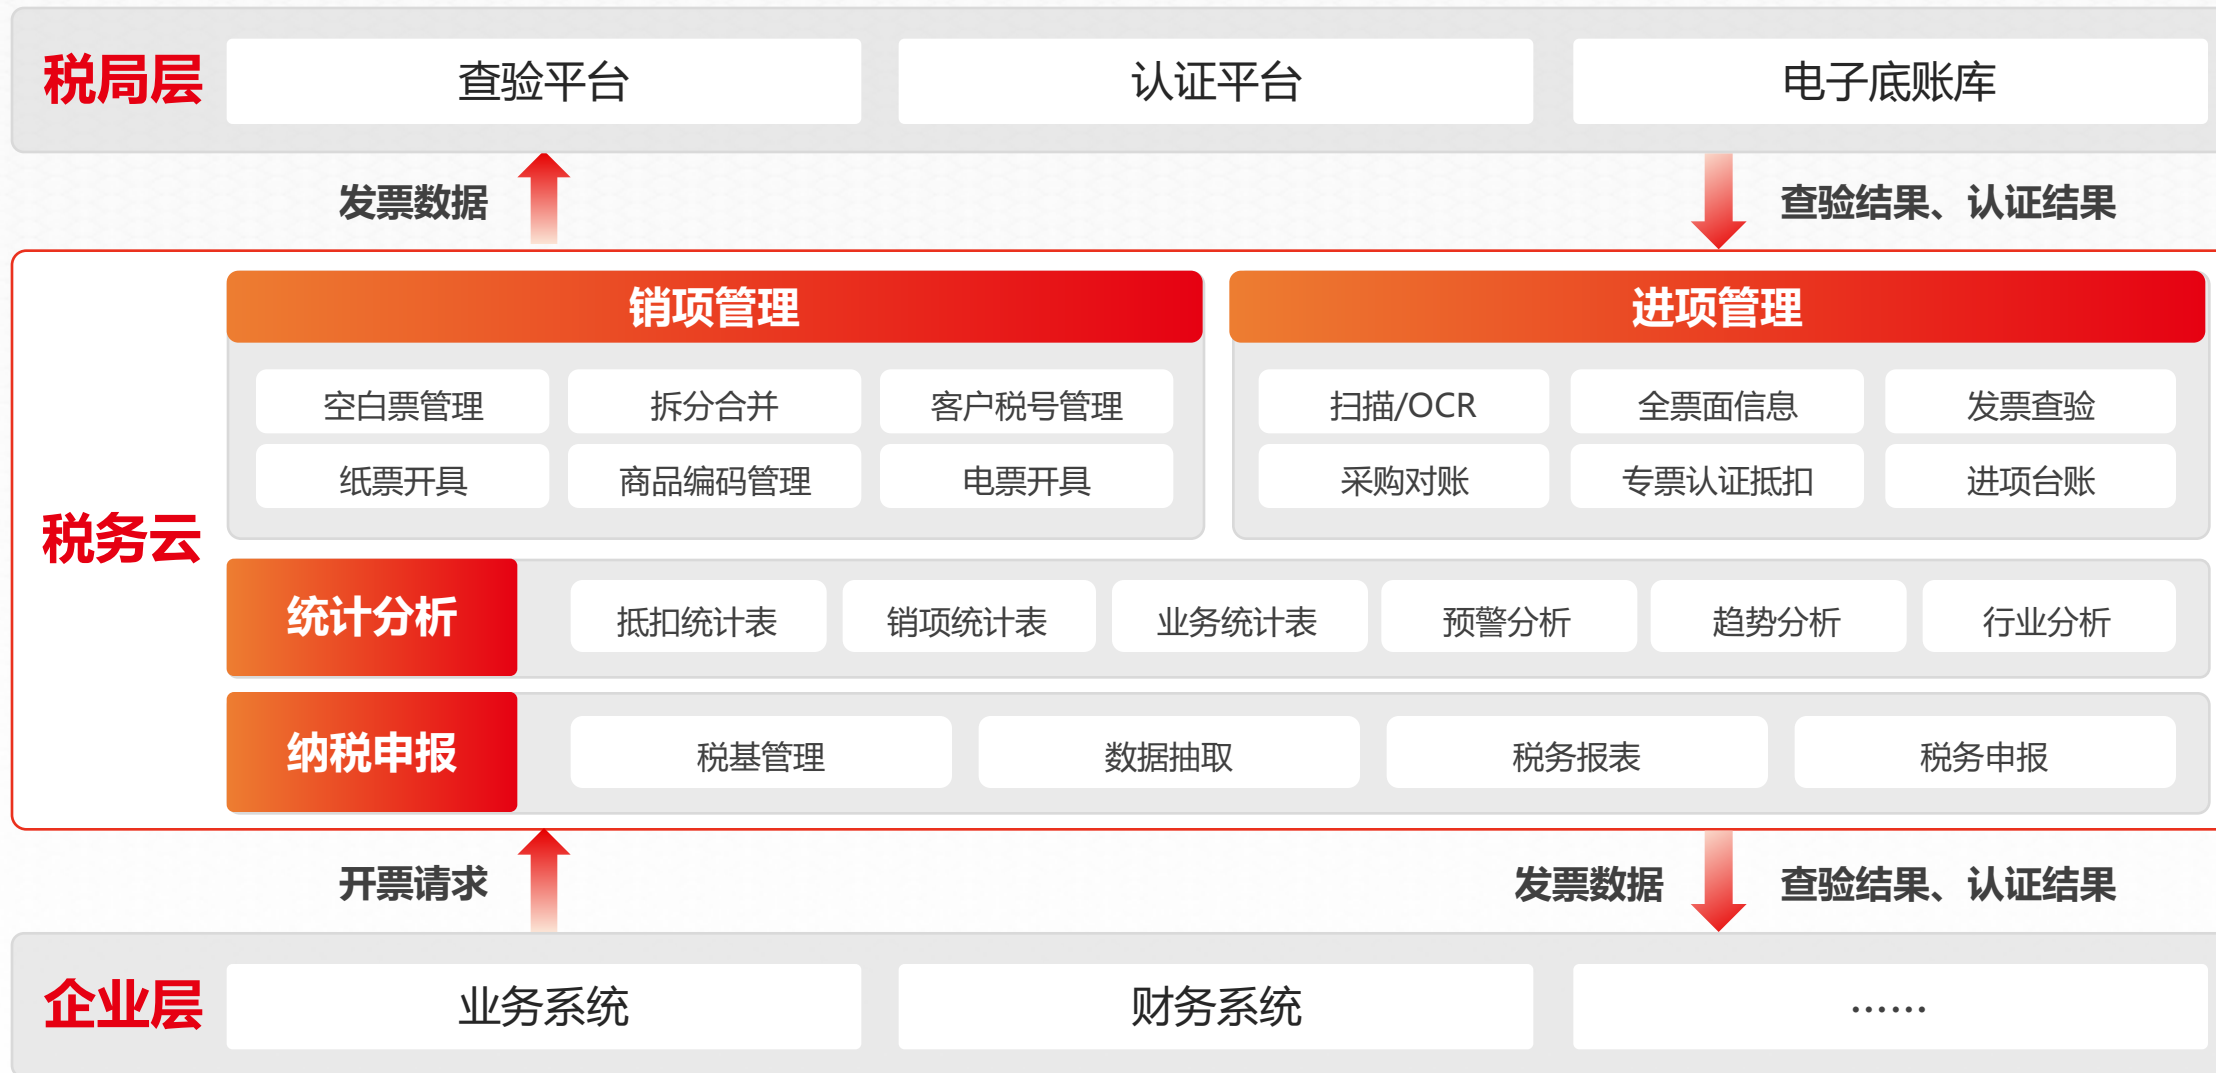 税局层
查验平台
认证平台
电子底账库
发票数据
查验结果、认证结果
税务云
销项管理
空白票管理
拆分合并
客户税号管理
纸票开具
商品编码管理
电票开具
进项管理
扫描/OCR
全票面信息
发票查验
采购对账
专票认证抵扣
进项台账
统计分析
抵扣统计表
销项统计表
业务统计表
预警分析
趋势分析
行业分析
纳税申报
税基管理
数据抽取
税务报表
税务申报
开票请求
发票数据
查验结果、认证结果
企业层
业务系统
财务系统
……